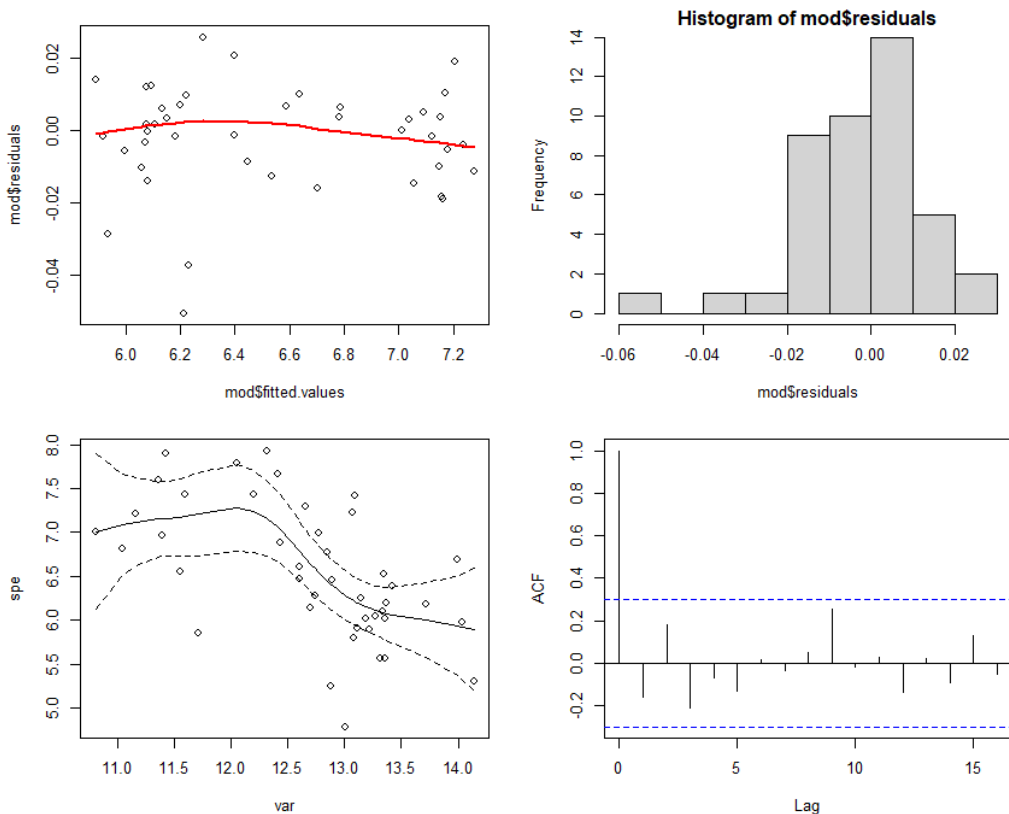 mod$residuals
0.02
0.00
-0.02
-0.04
6.0 6.2 6.4 6.6 6.8 7.0 7.2
mod$fitted.values
Histogram of mod$residuals
Frequency
14
12
10
8
6
4
2
0
-0.06 -0.04 -0.02 0.00 0.02
mod$residuals
spe
8.0
7.5
7.0
6.5
6.0
5.5
5.0
11.0 11.5 12.0 12.5 13.0 13.5 14.0
var
ACF
1.0
0.8
0.6
0.4
0.2
0.0
-0.2
0 5 10 15
Lag